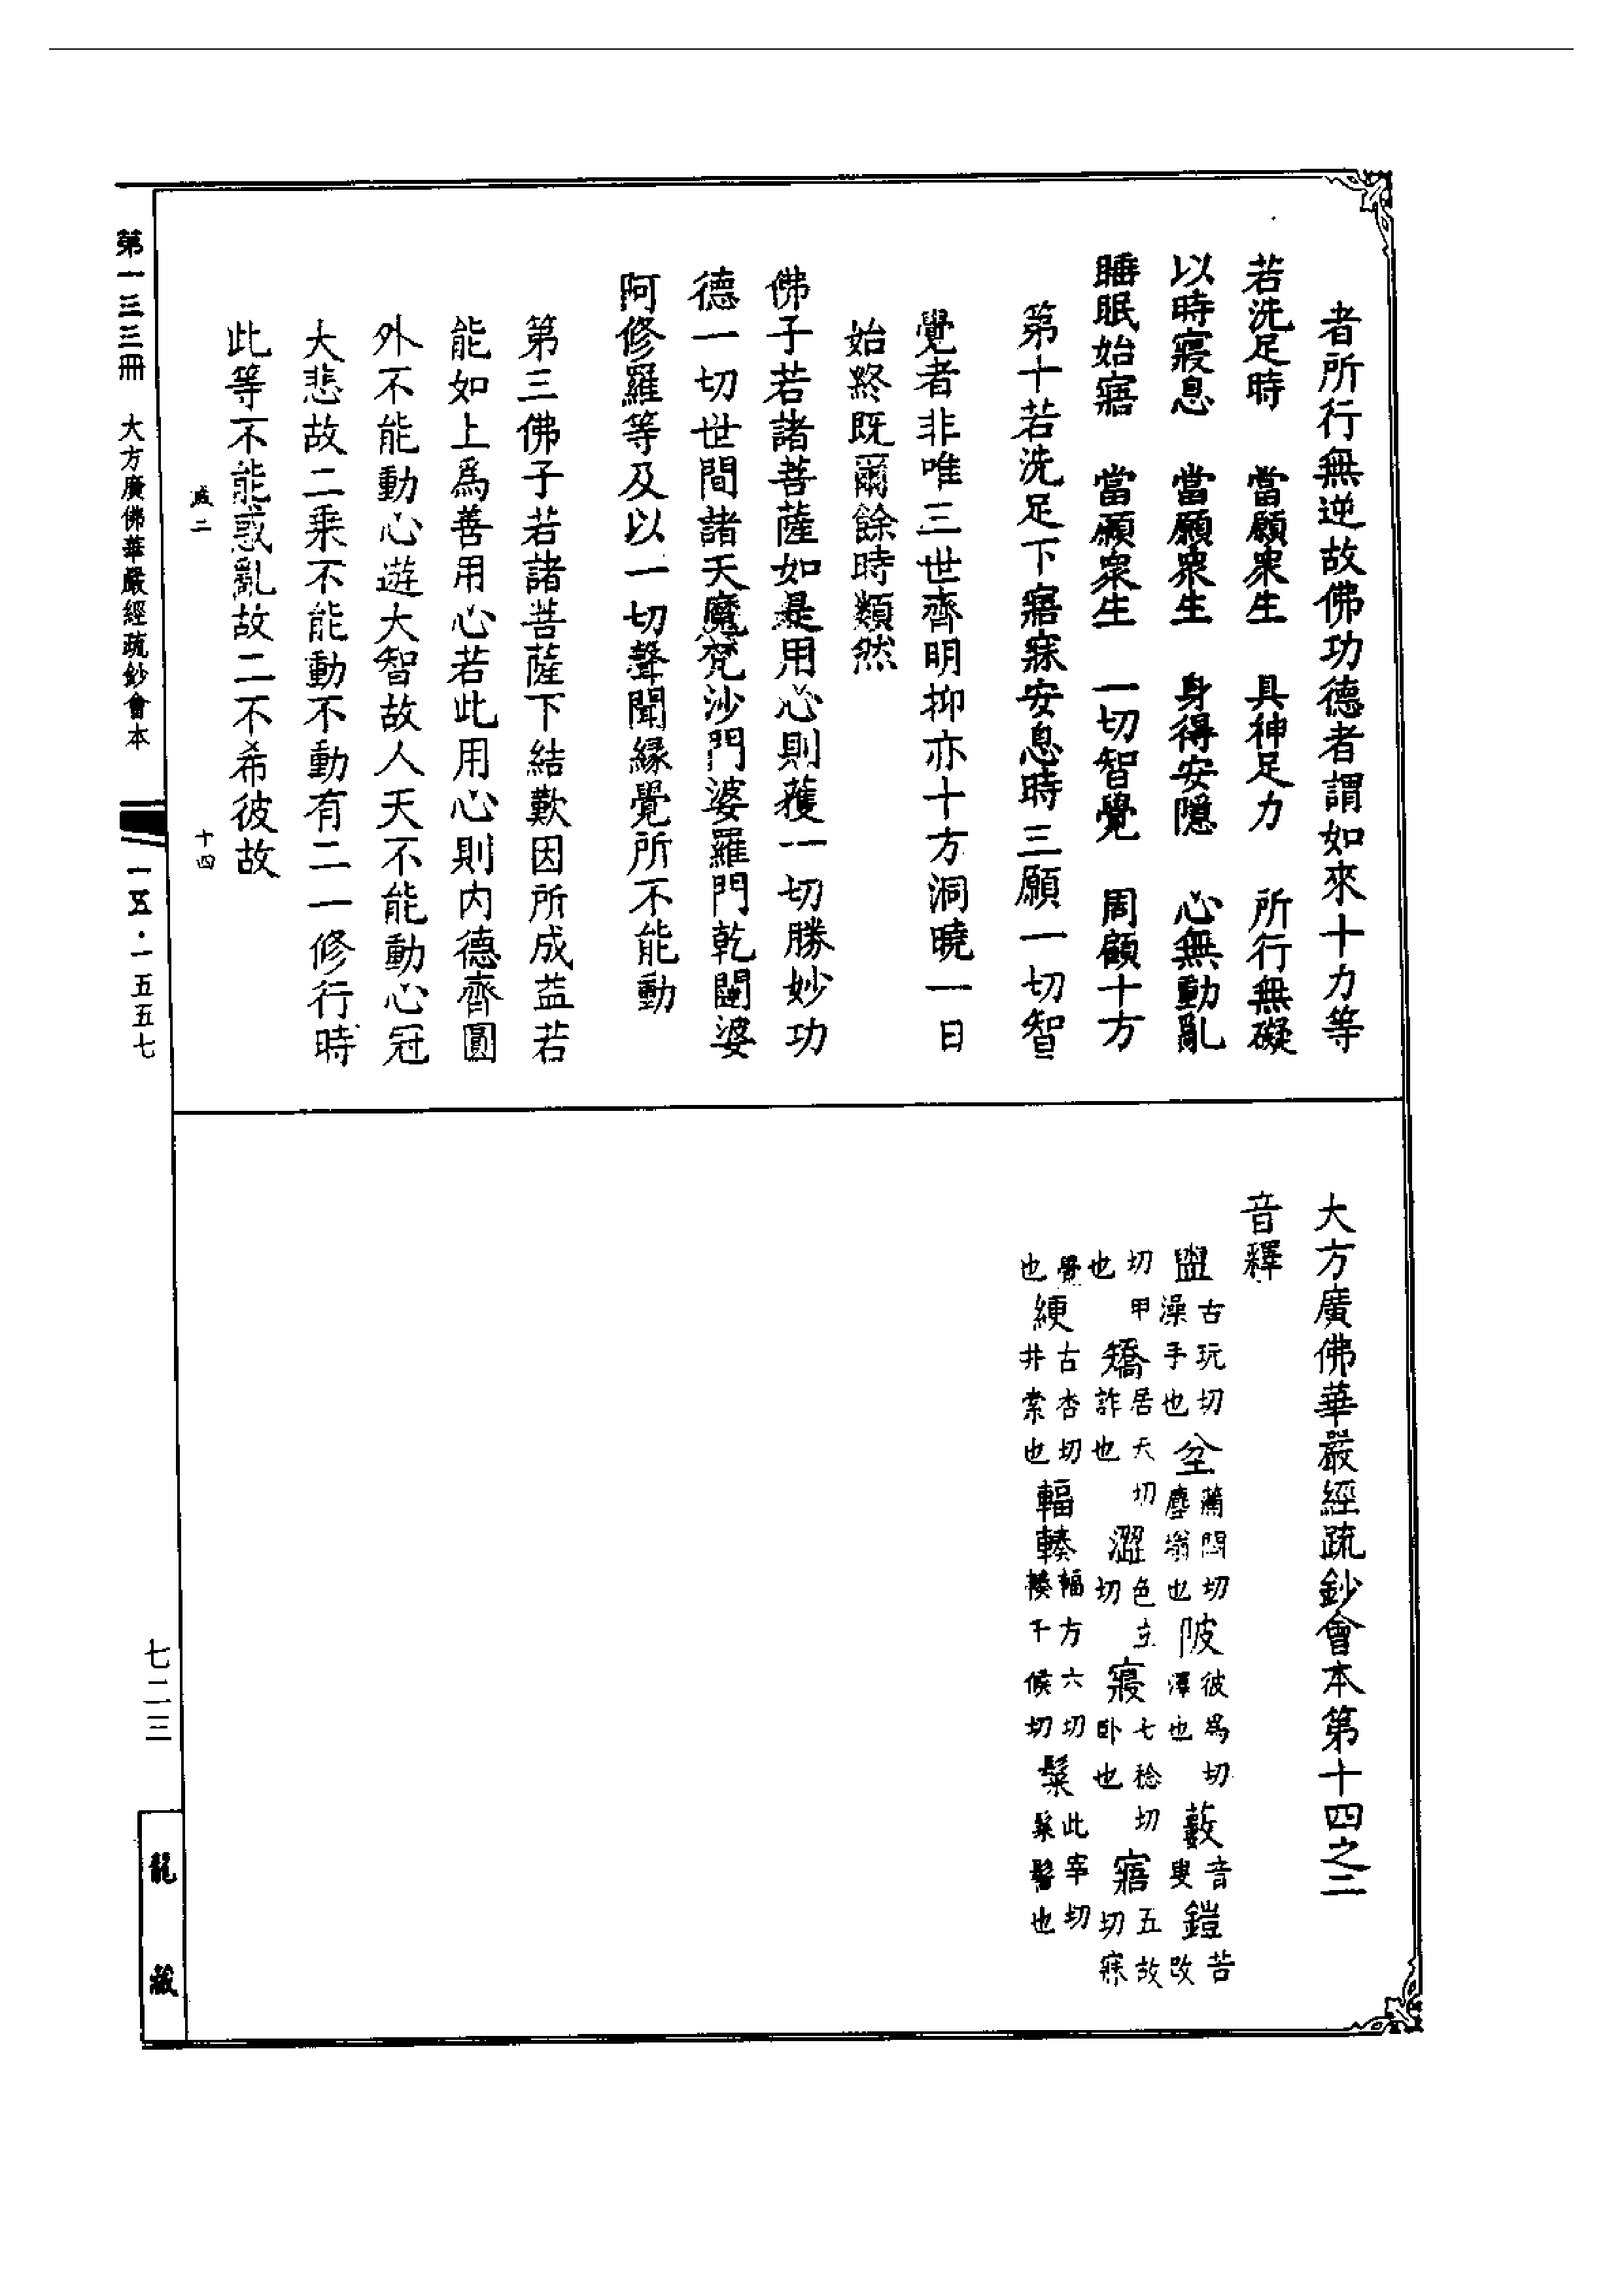 者所行無逆故佛功德者謂如來十力等
若洗足時　當願衆生　具神足力　所行無礙
以時寢息　當願衆生　身得安隱　心無動亂
睡眠始寤　當願衆生　一切智覺　周顧十方
第十若洗足下寤寐安息時三願一切智
覺者非唯三世齊明抑亦十方洞曉一日
始終既爾餘時類然
佛子若諸菩薩如是用心則獲一切勝妙功
德一切世間諸天魔梵沙門婆羅門乾闥婆
阿修羅等及以一切聲聞緣覺所不能動
第三佛子若諸菩薩下結歎因所成益若
能如上爲善用心若此用心則内德齊圓
外不能動心遊大智故人天不能動心冠
大悲故二乘不能動不動有二一修行時
此等不能惑亂故二不希彼故
大方廣佛華嚴經疏鈔會本第十四之二
音釋
盥古玩切澡手也坌蒲悶切塵塕也陂彼爲切澤也藪音叟鎧苦改
切甲也矯居夭切詐也澀色立切寢七稔切卧也寤五故切寐
覺也綆古杏切井索也輻輳輻方六切輳千候切髹此宰切髹髻也
第一三三冊　大方廣佛華嚴經疏鈔會本　一五·一五五七
十四
七二三
龍藏